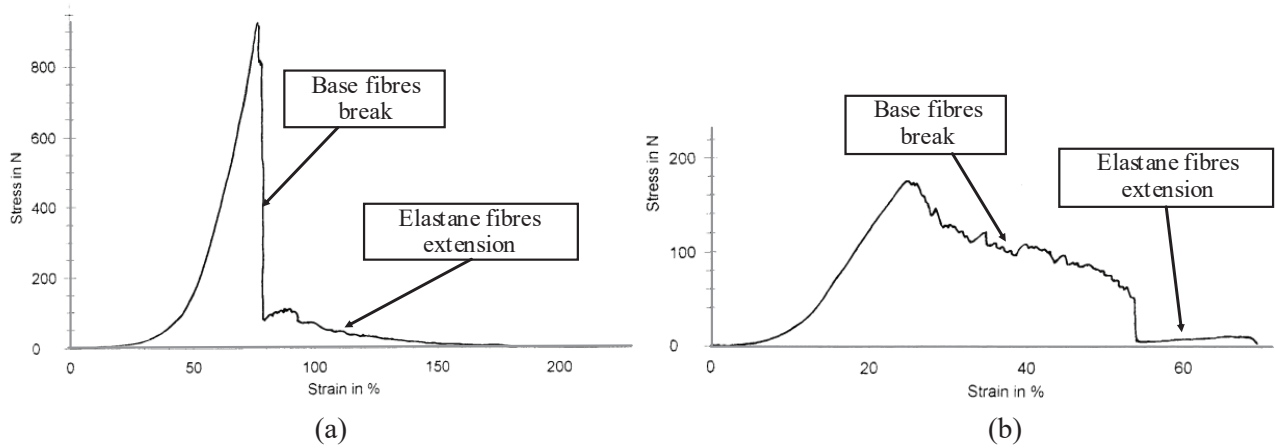 Stress in N
800
600
400
200
0
0
50
100
150
200
Strain in %
Base fibres
break
Elastane fibres
extension
(a)
Stress in N
200
100
0
0
20
40
60
Strain in %
Base fibres
break
Elastane fibres
extension
(b)